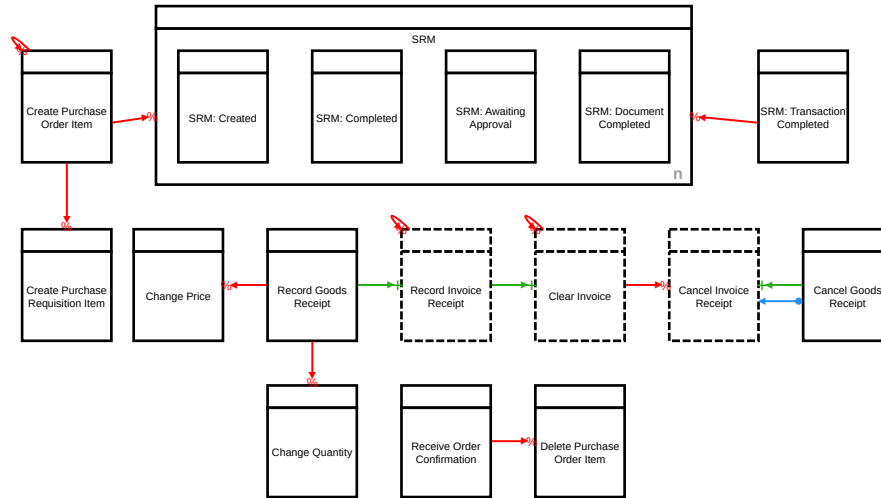 SRM
%
Create Purchase
Order Item
%
SRM: Created
SRM: Completed
SRM: Awaiting
Approval
SRM: Document
Completed
%
SRM: Transaction
Completed
n
%
%
%
Create Purchase
Requisition Item
Change Price
%
Record Goods
Receipt
+
Record Invoice
Receipt
+
Clear Invoice
%
Cancel Invoice
Receipt
+
Cancel Goods
Receipt
%
Change Quantity
Receive Order
Confirmation
%
Delete Purchase
Order Item